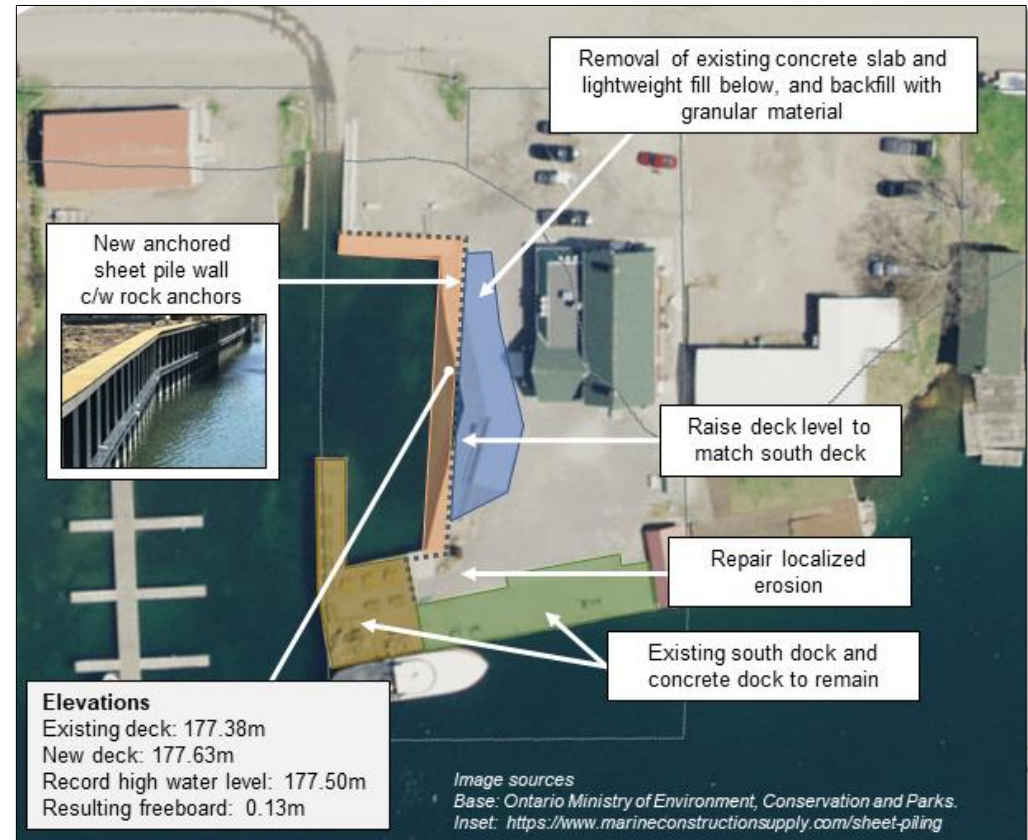 Removal of existing concrete slab and
lightweight fill below, and backfill with
granular material
New anchored
sheet pile wall
c/w rock anchors
Raise deck level to
match south deck
Repair localized
erosion
Existing south dock and
concrete dock to remain
Elevations
Existing deck: 177.38m
New deck: 177.63m
Record high water level: 177.50m
Resulting freeboard: 0.13m
Image sources
Base: Ontario Ministry of Environment, Conservation and Parks.
Inset: https://www.marineconstructionsupply.com/sheet-piling